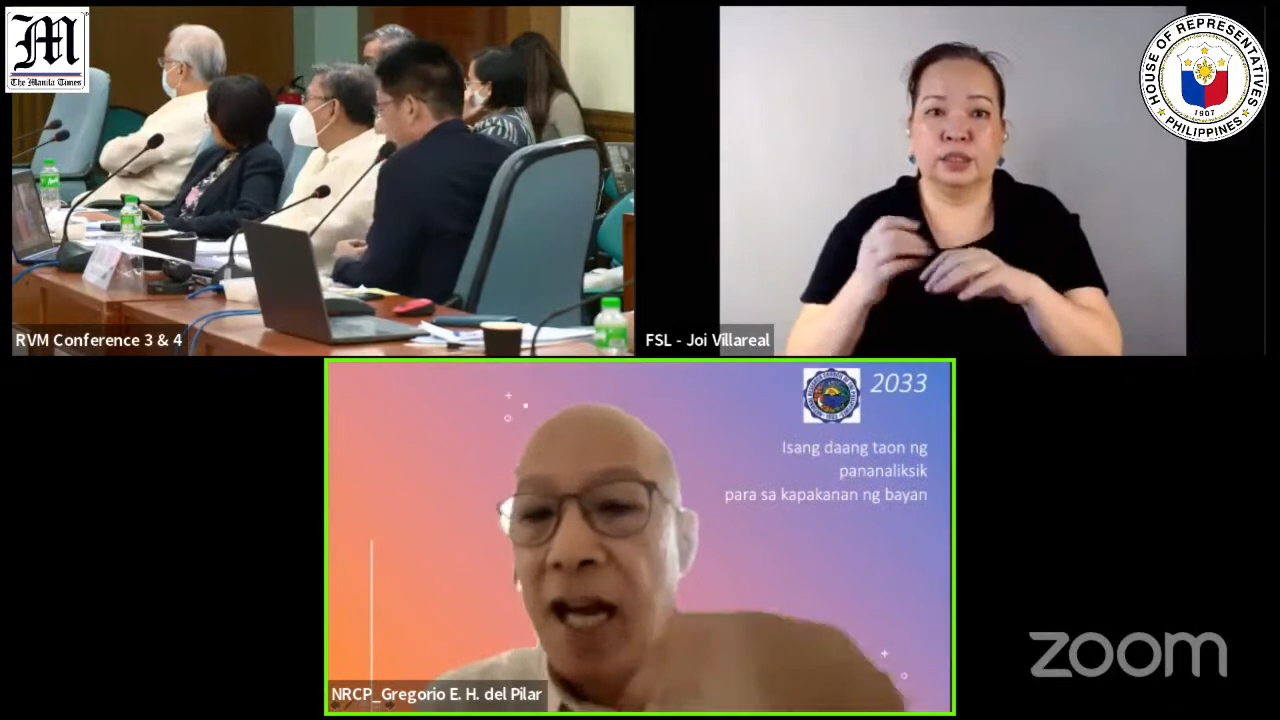 M
The Manila Times
HOUSE OF REPRESENTATIVES
PHILIPPINES
1907
RVM Conference 3 & 4
FSL - Joi Villareal
2033
Isang daang taon ng
pananaliksik
para sa kapakanan ng bayan
NRCP_Gregorio E. H. del Pilar
zoom